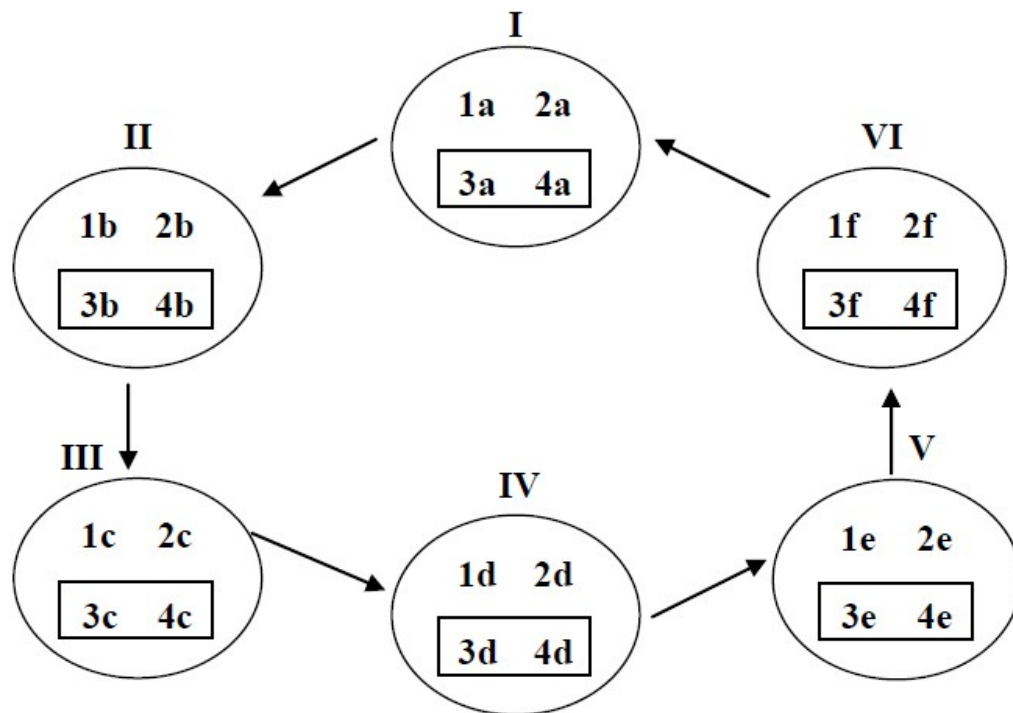 I
1a 2a
3a 4a
II
1b 2b
3b 4b
III
1c 2c
3c 4c
IV
1d 2d
3d 4d
V
1e 2e
3e 4e
VI
1f 2f
3f 4f